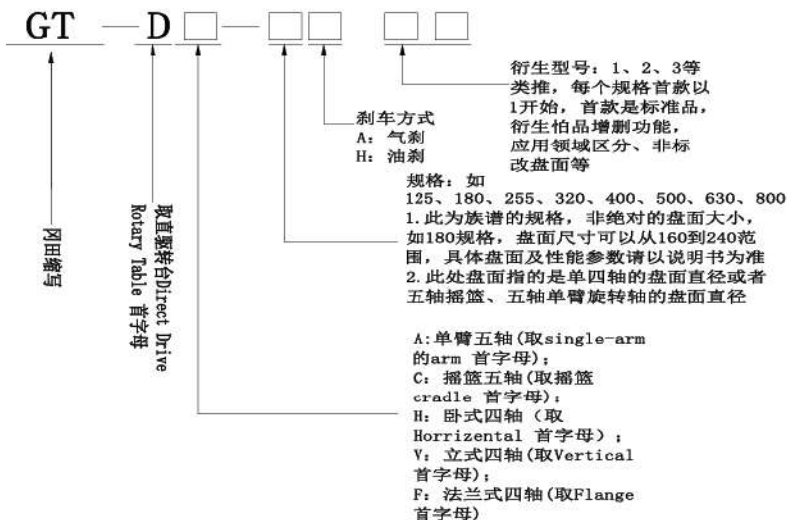 GT — D□—□□ □□
衍生型号：1、2、3等
类推，每个规格首款以
1开始，首款是标准品，
衍生怕品增删功能，
应用领域区分、非标
改盘面等
刹车方式
A：气刹
H：油刹
规格：如
125、180、255、320、400、500、630、800
1.此为族谱的规格，非绝对的盘面大小，
如180规格，盘面尺寸可以从160到240范
围，具体盘面及性能参数请以说明书为准
2.此处盘面指的是单四轴的盘面直径或者
五轴摇篮、五轴单臂旋转轴的盘面直径
取直驱转台Direct Drive
Rotary Table 首字母
冈田缩写
A:单臂五轴(取single-arm
的arm 首字母)；
C：摇篮五轴(取摇篮
cradle 首字母)；
H：卧式四轴（取
Horrizental 首字母）；
V：立式四轴(取Vertical
首字母)；
F：法兰式四轴(取Flange
首字母)